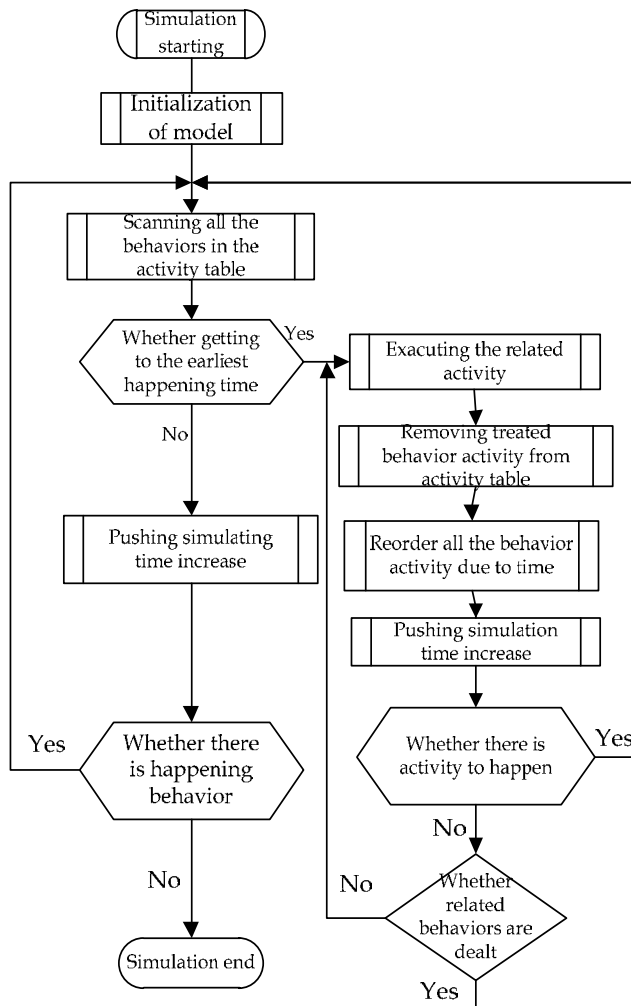 Simulation
starting
Initialization
of model
Scanning all the
behaviors in the
activity table
Whether getting
to the earliest
happening time
Yes
No
Exacuting the related
activity
Removing treated
behavior activity from
activity table
Reorder all the behavior
activity due to time
Pushing simulation
time increase
Pushing simulating
time increase
Whether there
is happening
behavior
Yes
No
Simulation end
Whether there is
activity to happen
Yes
No
Whether
related
behaviors are
dealt
No
Yes